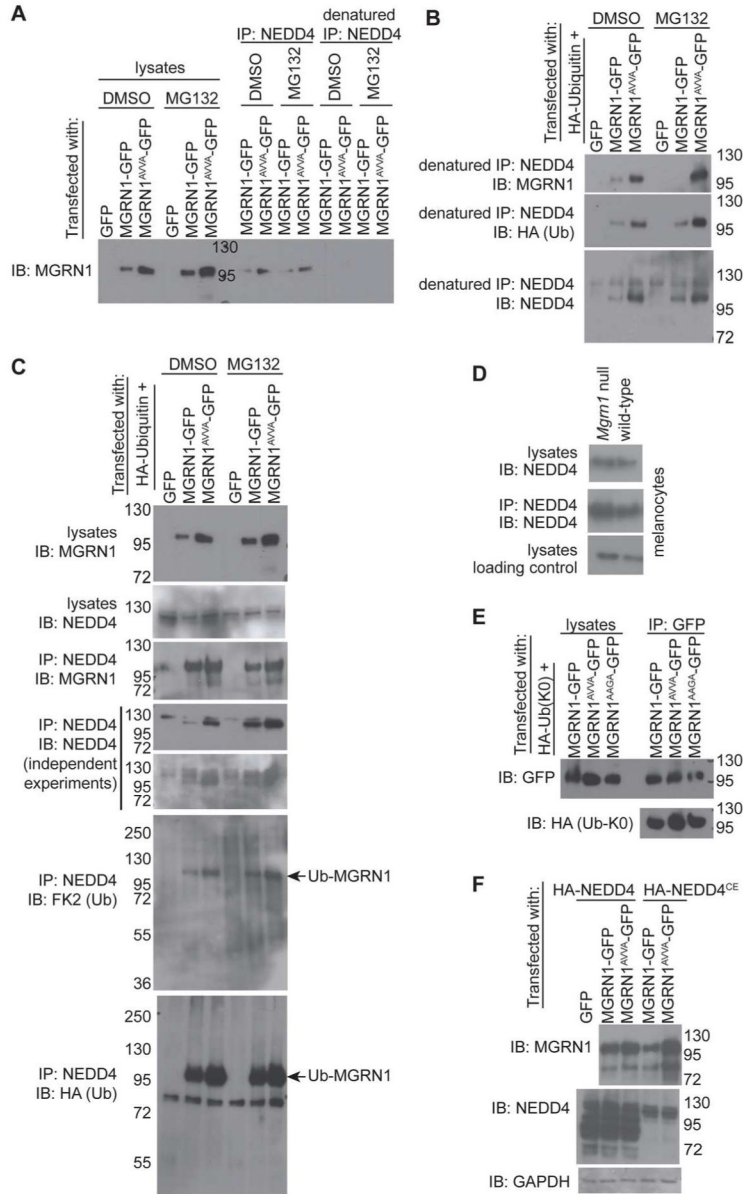 A
lysates
DMSO
MG132
IP: NEDD4
DMSO
MG132
denatured
IP: NEDD4
DMSO
MG132
Transfected with:
GFP
MGRN1-GFP
MGRN1AVVA-GFP
GFP
MGRN1-GFP
MGRN1AVVA-GFP
MGRN1-GFP
MGRN1AVVA-GFP
MGRN1-GFP
MGRN1AVVA-GFP
MGRN1-GFP
MGRN1AVVA-GFP
MGRN1-GFP
MGRN1AVVA-GFP
IB: MGRN1
130
95
B
DMSO
MG132
Transfected with:
HA-Ubiquitin +
GFP
MGRN1-GFP
MGRN1AVVA-GFP
GFP
MGRN1-GFP
MGRN1AVVA-GFP
denatured IP: NEDD4
IB: MGRN1
130
95
denatured IP: NEDD4
IB: HA (Ub)
130
95
denatured IP: NEDD4
IB: NEDD4
130
95
72
C
DMSO
MG132
Transfected with:
HA-Ubiquitin +
GFP
MGRN1-GFP
MGRN1AVVA-GFP
GFP
MGRN1-GFP
MGRN1AVVA-GFP
lysates
IB: MGRN1
130
95
72
lysates
IB: NEDD4
130
IP: NEDD4
IB: MGRN1
130
95
72
IP: NEDD4
IB: NEDD4
(independent
experiments)
130
95
72
130
95
72
IP: NEDD4
IB: FK2 (Ub)
250
130
95
72
55
36
Ub-MGRN1
IP: NEDD4
IB: HA (Ub)
250
130
95
72
55
Ub-MGRN1
D
Mgrn1 null
wild-type
lysates
IB: NEDD4
IP: NEDD4
IB: NEDD4
lysates
loading control
melanocytes
E
lysates
IP: GFP
Transfected with:
HA-Ub(K0) +
MGRN1-GFP
MGRN1AVVA-GFP
MGRN1AAGA-GFP
MGRN1-GFP
MGRN1AVVA-GFP
MGRN1AAGA-GFP
IB: GFP
130
95
IB: HA (Ub-K0)
130
95
F
HA-NEDD4
HA-NEDD4CE
Transfected with:
GFP
MGRN1-GFP
MGRN1AVVA-GFP
MGRN1-GFP
MGRN1AVVA-GFP
IB: MGRN1
130
95
72
IB: NEDD4
130
95
72
IB: GAPDH